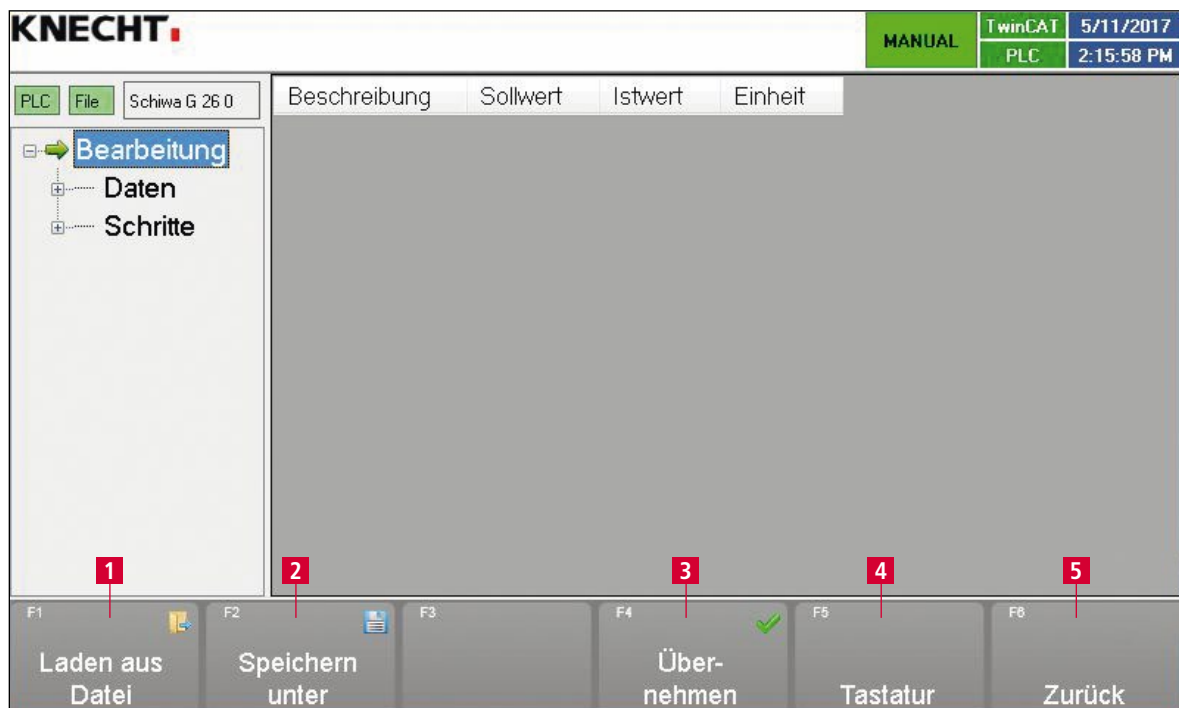 KNECHT
MANUAL
TwinCAT
5/11/2017
PLC
2:15:58 PM
PLC
File
Schiwa G 26 0
Beschreibung Sollwert Istwert Einheit
Bearbeitung
Daten
Schritte
1
2
3
4
5
F1
Laden aus
Datei
F2
Speichern
unter
F3
F4
Über-
nehmen
F5
Tastatur
F6
Zurück